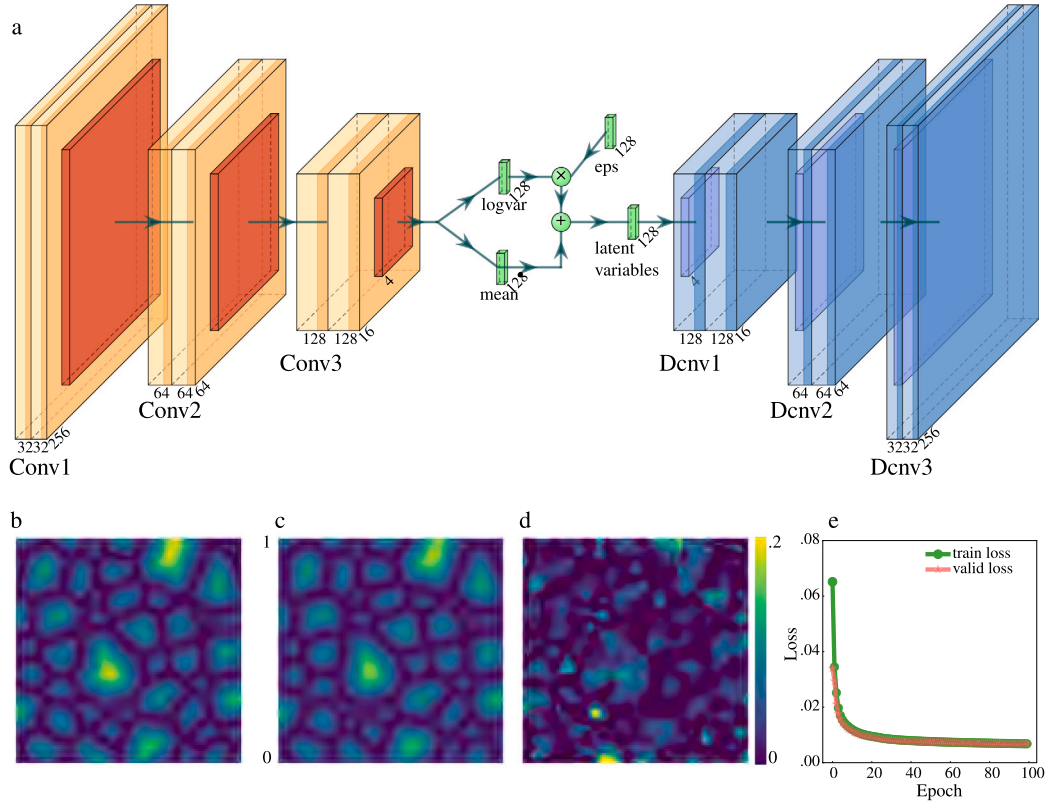 a
eps
128
logvar
128
×
+
latent
variables
128
mean
128
4
4
128 128 16
Conv3
128 128 16
Dcnv1
64 64 64
Conv2
64 64 64
Dcnv2
32 32 256
Conv1
32 32 256
Dcnv3
b
c
d
e
1
0
.2
0
.08
.06
.04
.02
.00
Loss
train loss
valid loss
0 20 40 60 80 100
Epoch